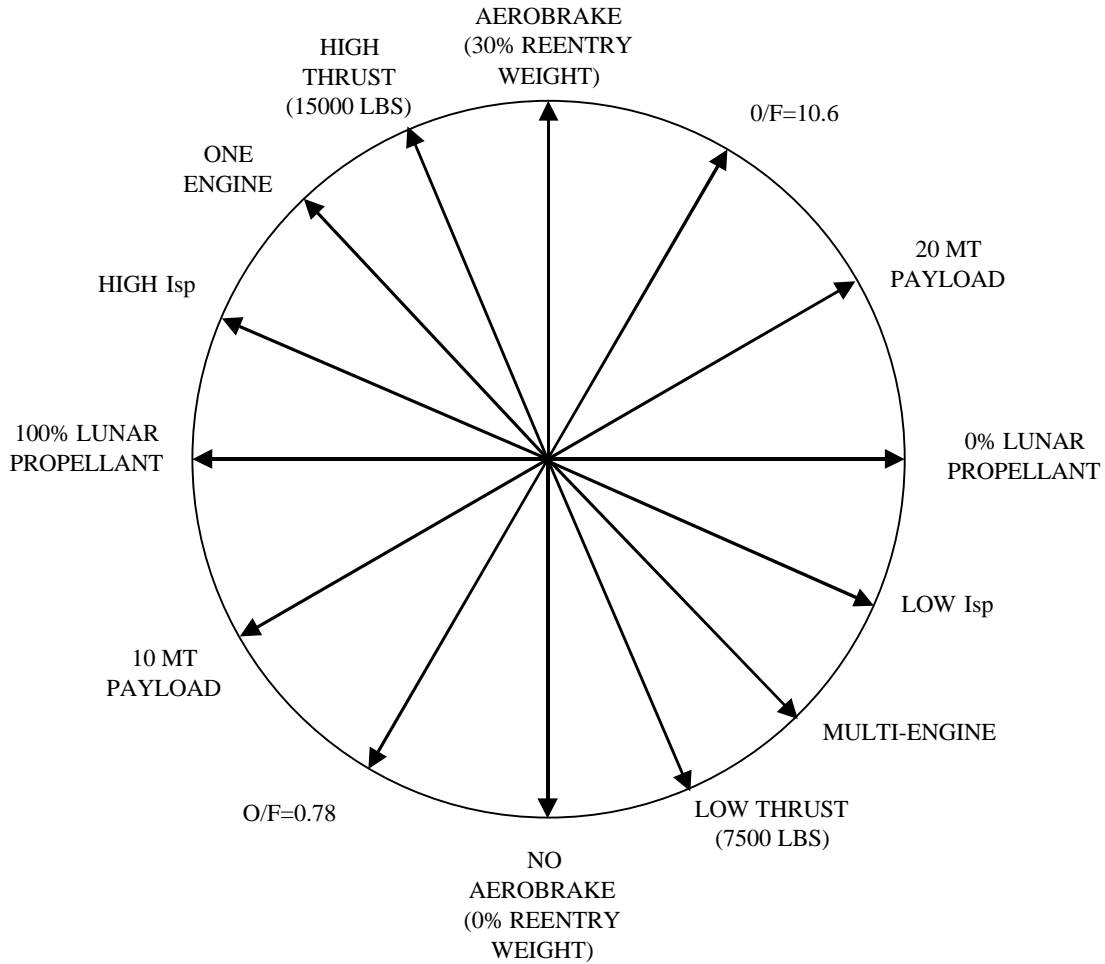 AEROBRAKE
(30% REENTRY
WEIGHT)
HIGH
THRUST
(15000 LBS)
0/F=10.6
ONE
ENGINE
20 MT
PAYLOAD
HIGH Isp
100% LUNAR
PROPELLANT
0% LUNAR
PROPELLANT
LOW Isp
10 MT
PAYLOAD
MULTI-ENGINE
O/F=0.78
LOW THRUST
(7500 LBS)
NO
AEROBRAKE
(0% REENTRY
WEIGHT)